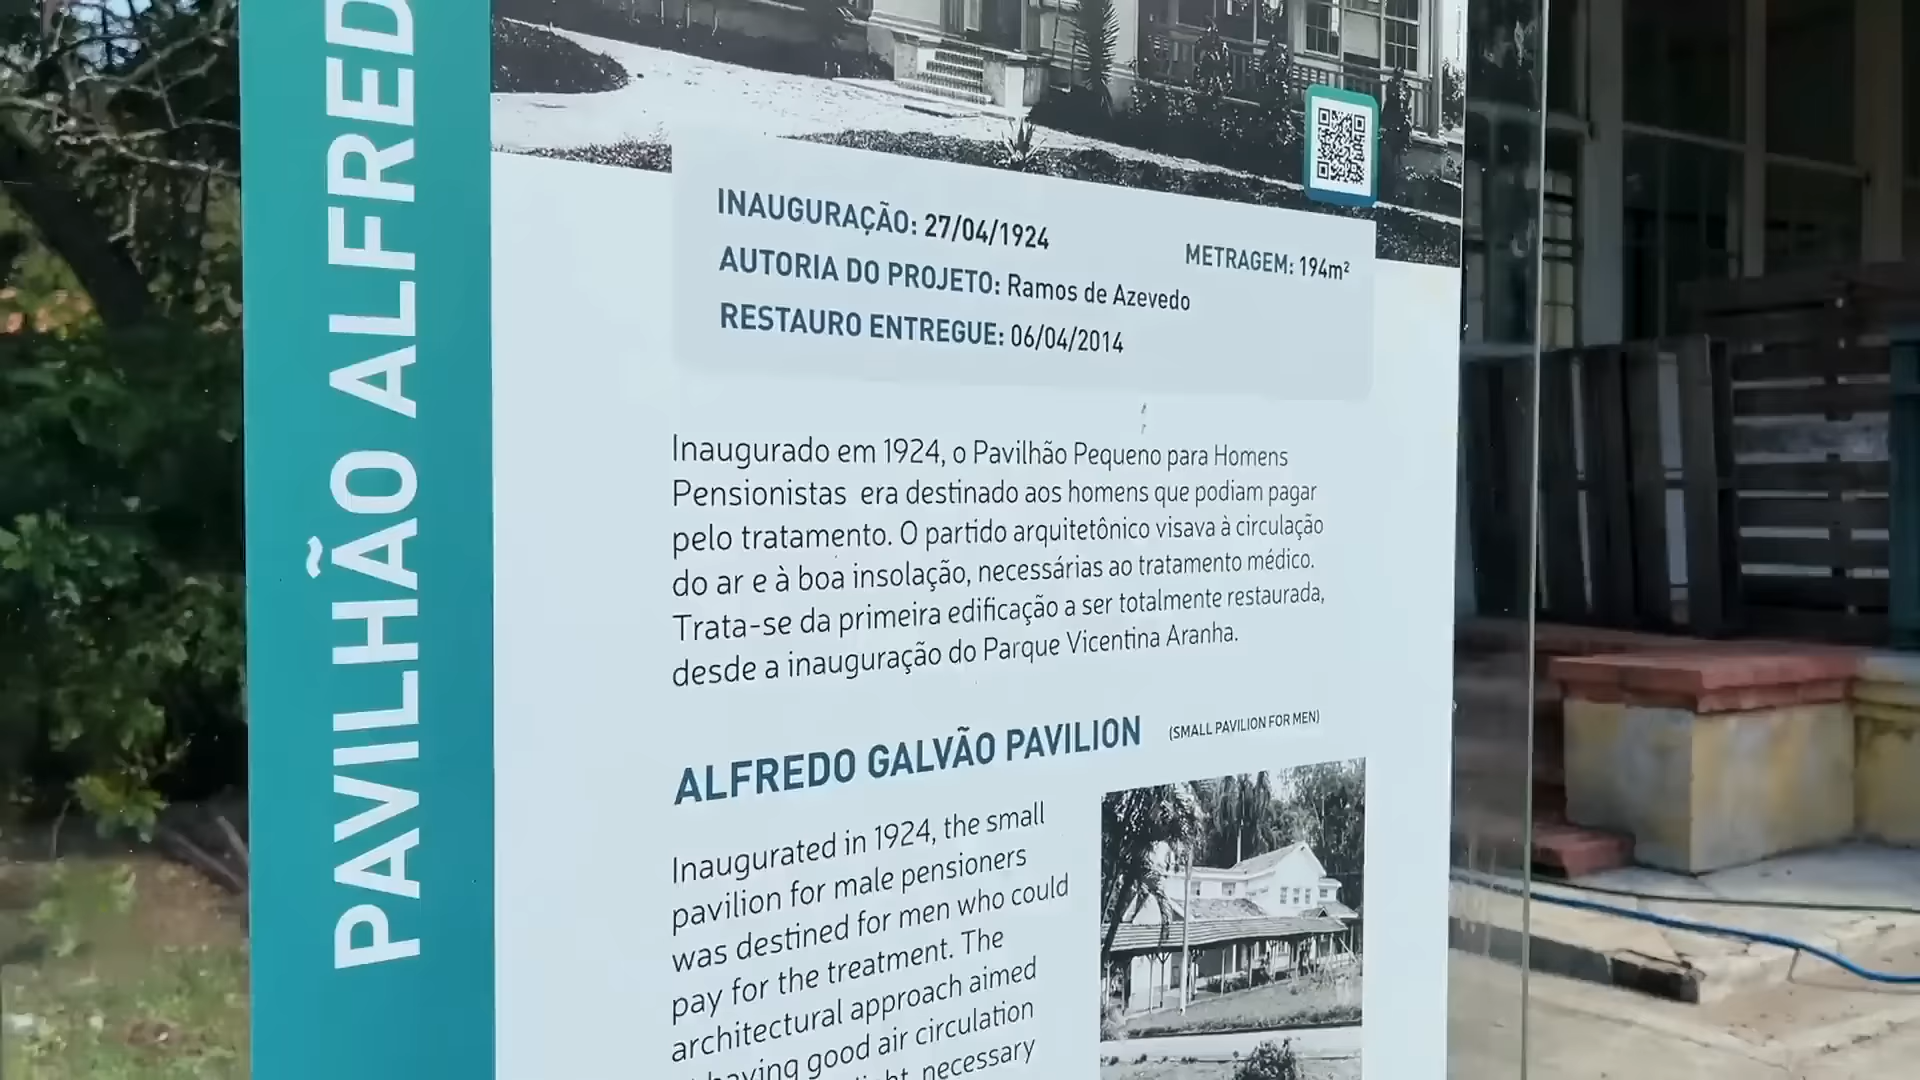 PAVILHÃO ALFRED
INAUGURAÇÃO: 27/04/1924
METRAGEM: 194m²
AUTORIA DO PROJETO: Ramos de Azevedo
RESTAURO ENTREGUE: 06/04/2014
Inaugurado em 1924, o Pavilhão Pequeno para Homens
Pensionistas era destinado aos homens que podiam pagar
pelo tratamento. O partido arquitetônico visava à circulação
do ar e à boa insolação, necessárias ao tratamento médico.
Trata-se da primeira edificação a ser totalmente restaurada,
desde a inauguração do Parque Vicentina Aranha.
ALFREDO GALVÃO PAVILION (SMALL PAVILION FOR MEN)
Inaugurated in 1924, the small
pavilion for male pensioners
was destined for men who could
pay for the treatment. The
architectural approach aimed
having good air circulation
necessary